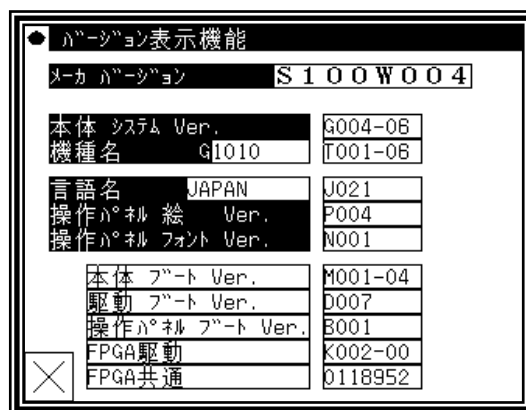 ● バージョン表示機能
メーカ バージョン S100W004
本体 システム Ver. G004-06
機種名 G1010 T001-06
言語名 JAPAN J021
操作パネル 絵 Ver. P004
操作パネル フォント Ver. N001
本体 ブート Ver. M001-04
駆動 ブート Ver. D007
操作パネル ブート Ver. B001
FPGA駆動 K002-00
FPGA共通 0118952